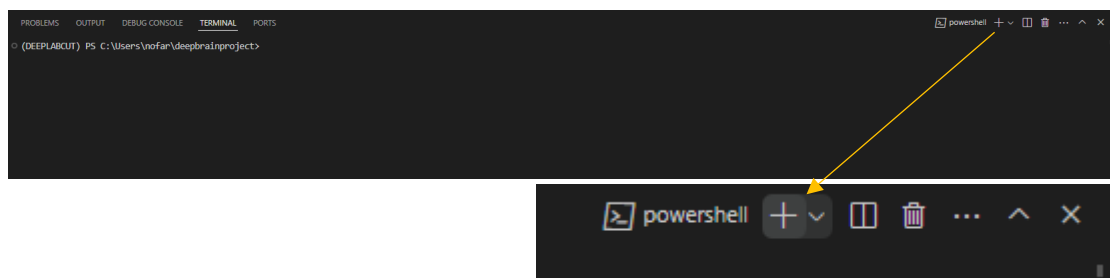 PROBLEMS OUTPUT DEBUG CONSOLE TERMINAL PORTS powershell
(DEEPLABCUT) PS C:\Users\nofar\deepbrainproject>
powershell